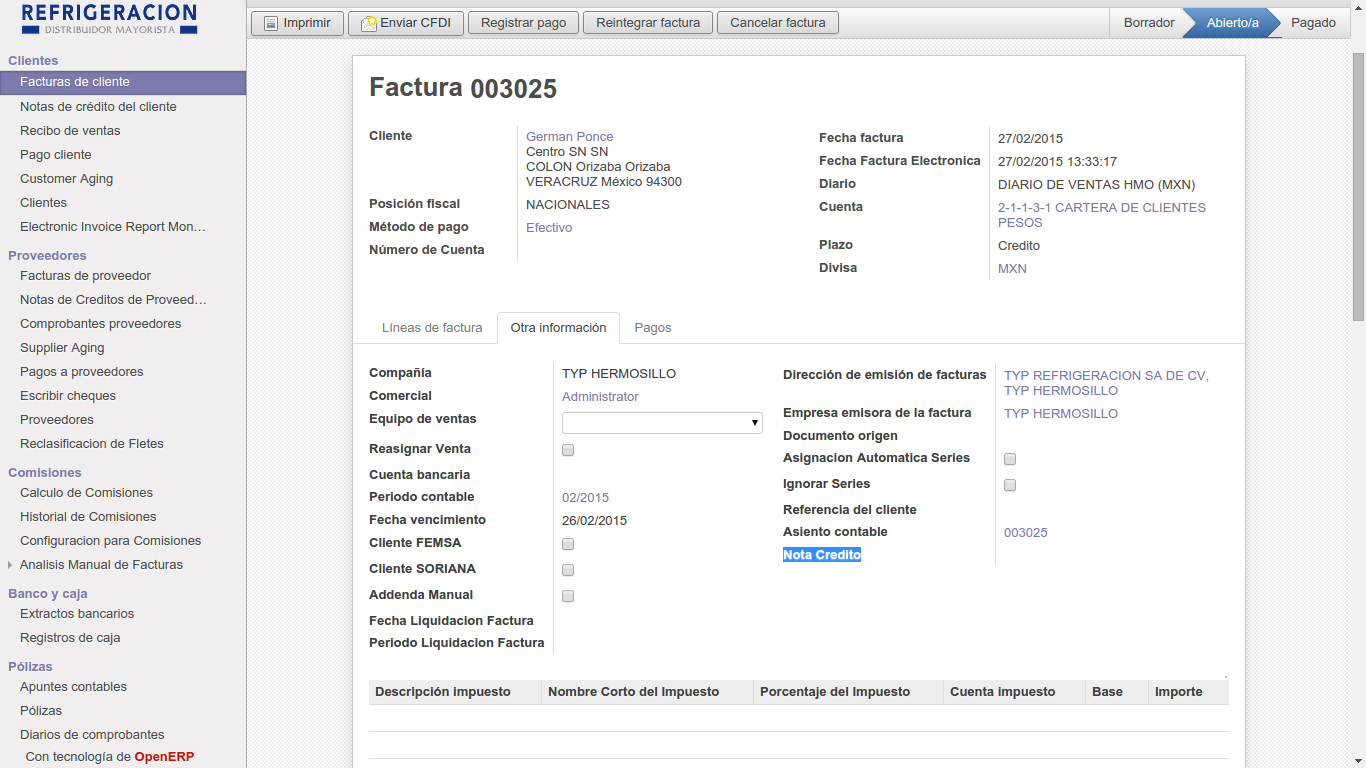 REFRIGERACION
DISTRIBUIDOR MAYORISTA
Clientes
Facturas de cliente
Notas de crédito del cliente
Recibo de ventas
Pago cliente
Customer Aging
Clientes
Electronic Invoice Report Mon…
Proveedores
Facturas de proveedor
Notas de Creditos de Proveed…
Comprobantes proveedores
Supplier Aging
Pagos a proveedores
Escribir cheques
Proveedores
Reclasificacion de Fletes
Comisiones
Calculo de Comisiones
Historial de Comisiones
Configuracion para Comisiones
Analisis Manual de Facturas
Banco y caja
Extractos bancarios
Registros de caja
Pólizas
Apuntes contables
Pólizas
Diarios de comprobantes
Con tecnología de OpenERP
Imprimir Enviar CFDI Registrar pago Reintegrar factura Cancelar factura Borrador Abierto/a Pagado
Factura 003025
Cliente German Ponce
Centro SN SN
COLON Orizaba Orizaba
VERACRUZ México 94300
Posición fiscal NACIONALES
Método de pago Efectivo
Número de Cuenta
Fecha factura 27/02/2015
Fecha Factura Electronica 27/02/2015 13:33:17
Diario DIARIO DE VENTAS HMO (MXN)
Cuenta 2-1-1-3-1 CARTERA DE CLIENTES
PESOS
Plazo Credito
Divisa MXN
Líneas de factura Otra información Pagos
Compañía TYP HERMOSILLO
Comercial Administrator
Equipo de ventas
Reasignar Venta
Cuenta bancaria
Periodo contable 02/2015
Fecha vencimiento 26/02/2015
Cliente FEMSA
Cliente SORIANA
Addenda Manual
Fecha Liquidacion Factura
Periodo Liquidacion Factura
Dirección de emisión de facturas TYP REFRIGERACION SA DE CV,
TYP HERMOSILLO
Empresa emisora de la factura TYP HERMOSILLO
Documento origen
Asignacion Automatica Series
Ignorar Series
Referencia del cliente
Asiento contable 003025
Nota Credito
Descripción impuesto Nombre Corto del Impuesto Porcentaje del Impuesto Cuenta impuesto Base Importe